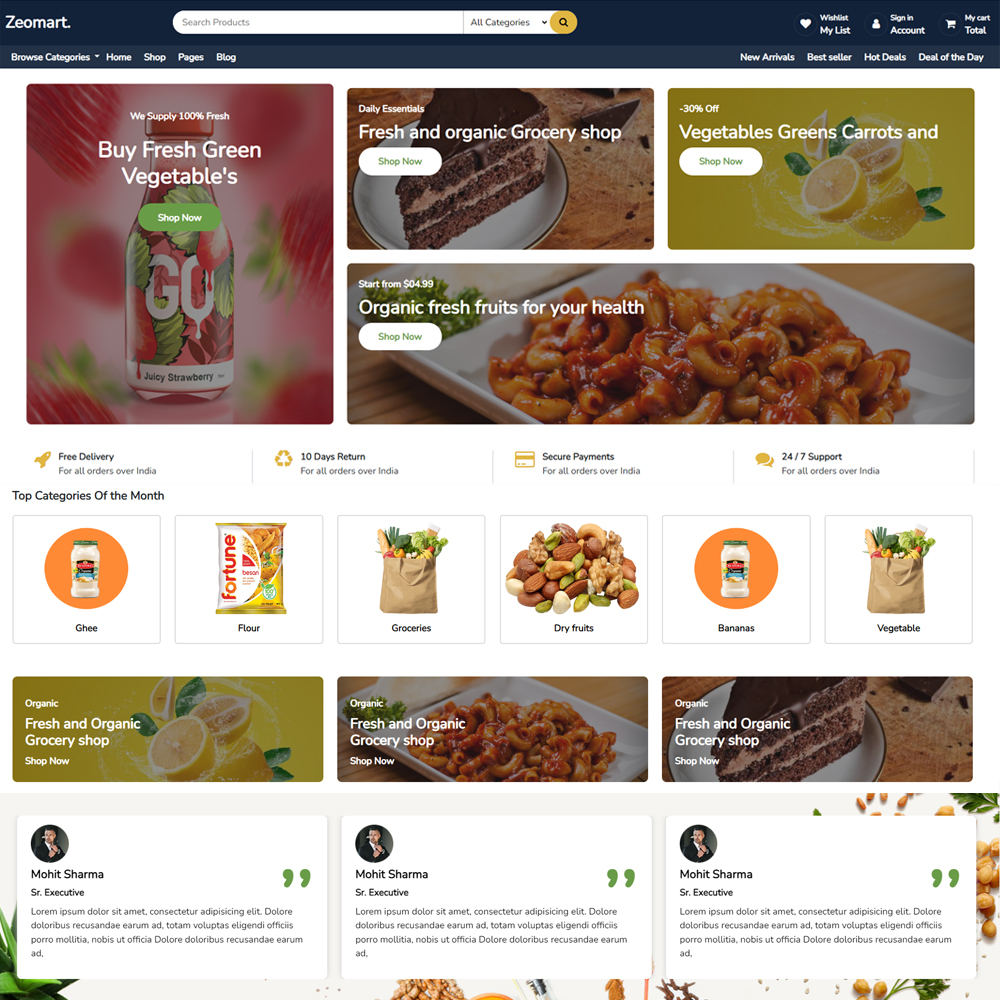 Zeomart.
Search Products
All Categories
Wishlist
My List
Sign in
Account
My cart
Total
Browse Categories
Home
Shop
Pages
Blog
New Arrivals
Best seller
Hot Deals
Deal of the Day
We Supply 100% Fresh
Buy Fresh Green
Vegetable's
Shop Now
GO
Juicy Strawberry
Daily Essentials
Fresh and organic Grocery shop
Shop Now
-30% Off
Vegetables Greens Carrots and
Shop Now
Start from $04.99
Organic fresh fruits for your health
Shop Now
Free Delivery
For all orders over India
10 Days Return
For all orders over India
Secure Payments
For all orders over India
24 / 7 Support
For all orders over India
Top Categories Of the Month
Ghee
fortune
besan
Flour
Groceries
Dry fruits
Bananas
Vegetable
Organic
Fresh and Organic
Grocery shop
Shop Now
Organic
Fresh and Organic
Grocery shop
Shop Now
Organic
Fresh and Organic
Grocery shop
Shop Now
Mohit Sharma
Sr. Executive
Lorem ipsum dolor sit amet, consectetur adipisicing elit. Dolore
doloribus recusandae earum ad, totam voluptas eligendi officiis
porro mollitia, nobis ut officia Dolore doloribus recusandae earum
ad,
Mohit Sharma
Sr. Executive
Lorem ipsum dolor sit amet, consectetur adipisicing elit. Dolore
doloribus recusandae earum ad, totam voluptas eligendi officiis
porro mollitia, nobis ut officia Dolore doloribus recusandae earum
ad,
Mohit Sharma
Sr. Executive
Lorem ipsum dolor sit amet, consectetur adipisicing elit. Dolore
doloribus recusandae earum ad, totam voluptas eligendi officiis
porro mollitia, nobis ut officia Dolore doloribus recusandae earum
ad,